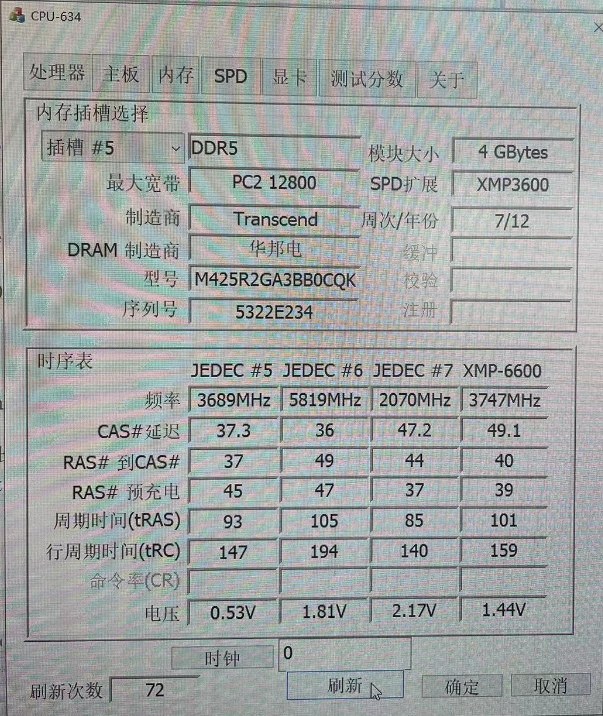 CPU-634
处理器 主板 内存 SPD 显卡 测试分数 关于
内存插槽选择
插槽 #5 DDR5 模块大小 4 GBytes
最大宽带 PC2 12800 SPD扩展 XMP3600
制造商 Transcend 周次/年份 7/12
DRAM 制造商 华邦电 缓冲
型号 M425R2GA3BB0CQK 校验
序列号 5322E234 注册
时序表
JEDEC #5 JEDEC #6 JEDEC #7 XMP-6600
频率 3689MHz 5819MHz 2070MHz 3747MHz
CAS#延迟 37.3 36 47.2 49.1
RAS# 到CAS# 37 49 44 40
RAS# 预充电 45 47 37 39
周期时间(tRAS) 93 105 85 101
行周期时间(tRC) 147 194 140 159
命令率(CR)
电压 0.53V 1.81V 2.17V 1.44V
时钟 0
刷新次数 72 刷新 确定 取消